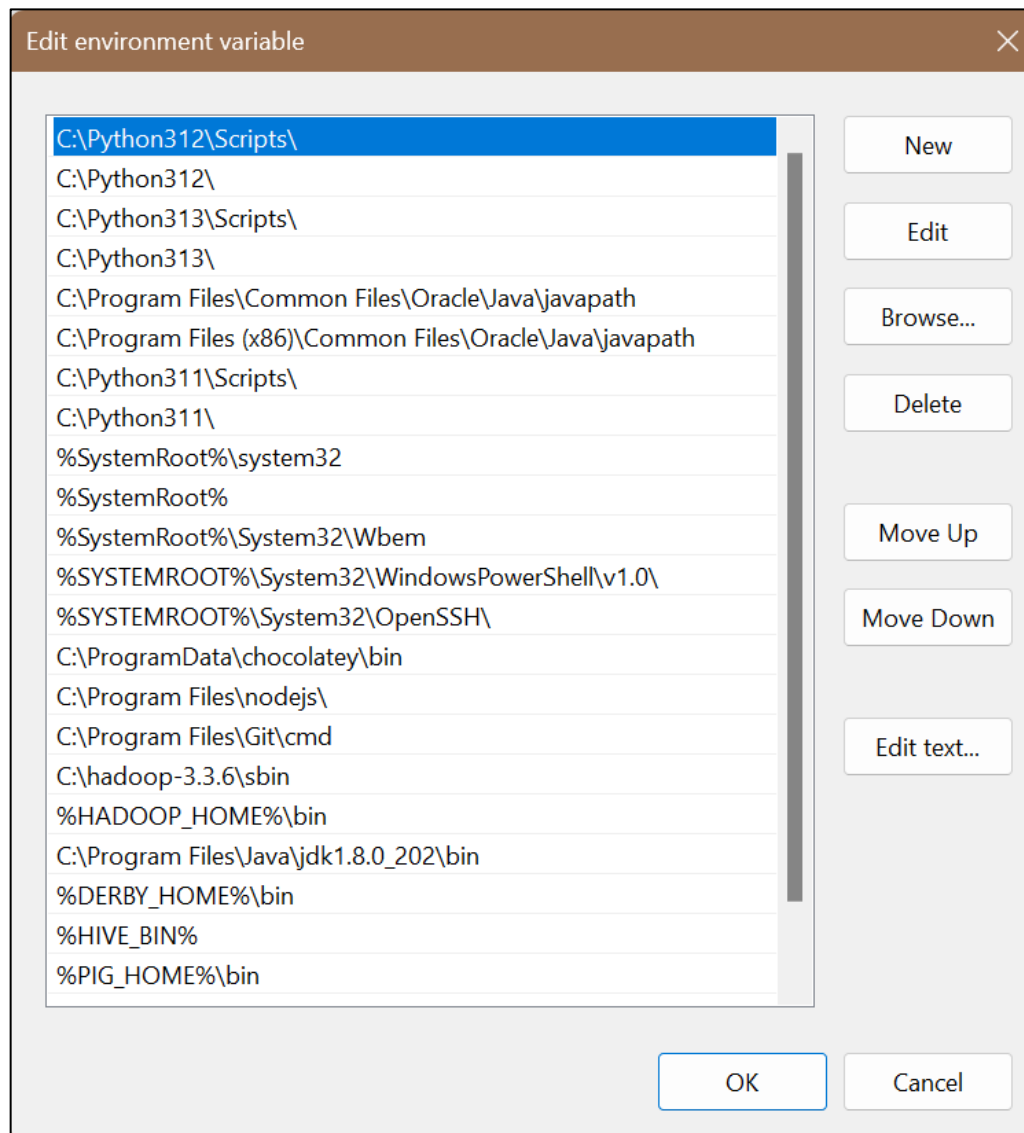 Edit environment variable
C:\Python312\Scripts\
C:\Python312\
C:\Python313\Scripts\
C:\Python313\
C:\Program Files\Common Files\Oracle\Java\javapath
C:\Program Files (x86)\Common Files\Oracle\Java\javapath
C:\Python311\Scripts\
C:\Python311\
%SystemRoot%\system32
%SystemRoot%
%SystemRoot%\System32\Wbem
%SYSTEMROOT%\System32\WindowsPowerShell\v1.0\
%SYSTEMROOT%\System32\OpenSSH\
C:\ProgramData\chocolatey\bin
C:\Program Files\nodejs\
C:\Program Files\Git\cmd
C:\hadoop-3.3.6\sbin
%HADOOP_HOME%\bin
C:\Program Files\Java\jdk1.8.0_202\bin
%DERBY_HOME%\bin
%HIVE_BIN%
%PIG_HOME%\bin
New
Edit
Browse...
Delete
Move Up
Move Down
Edit text...
OK
Cancel